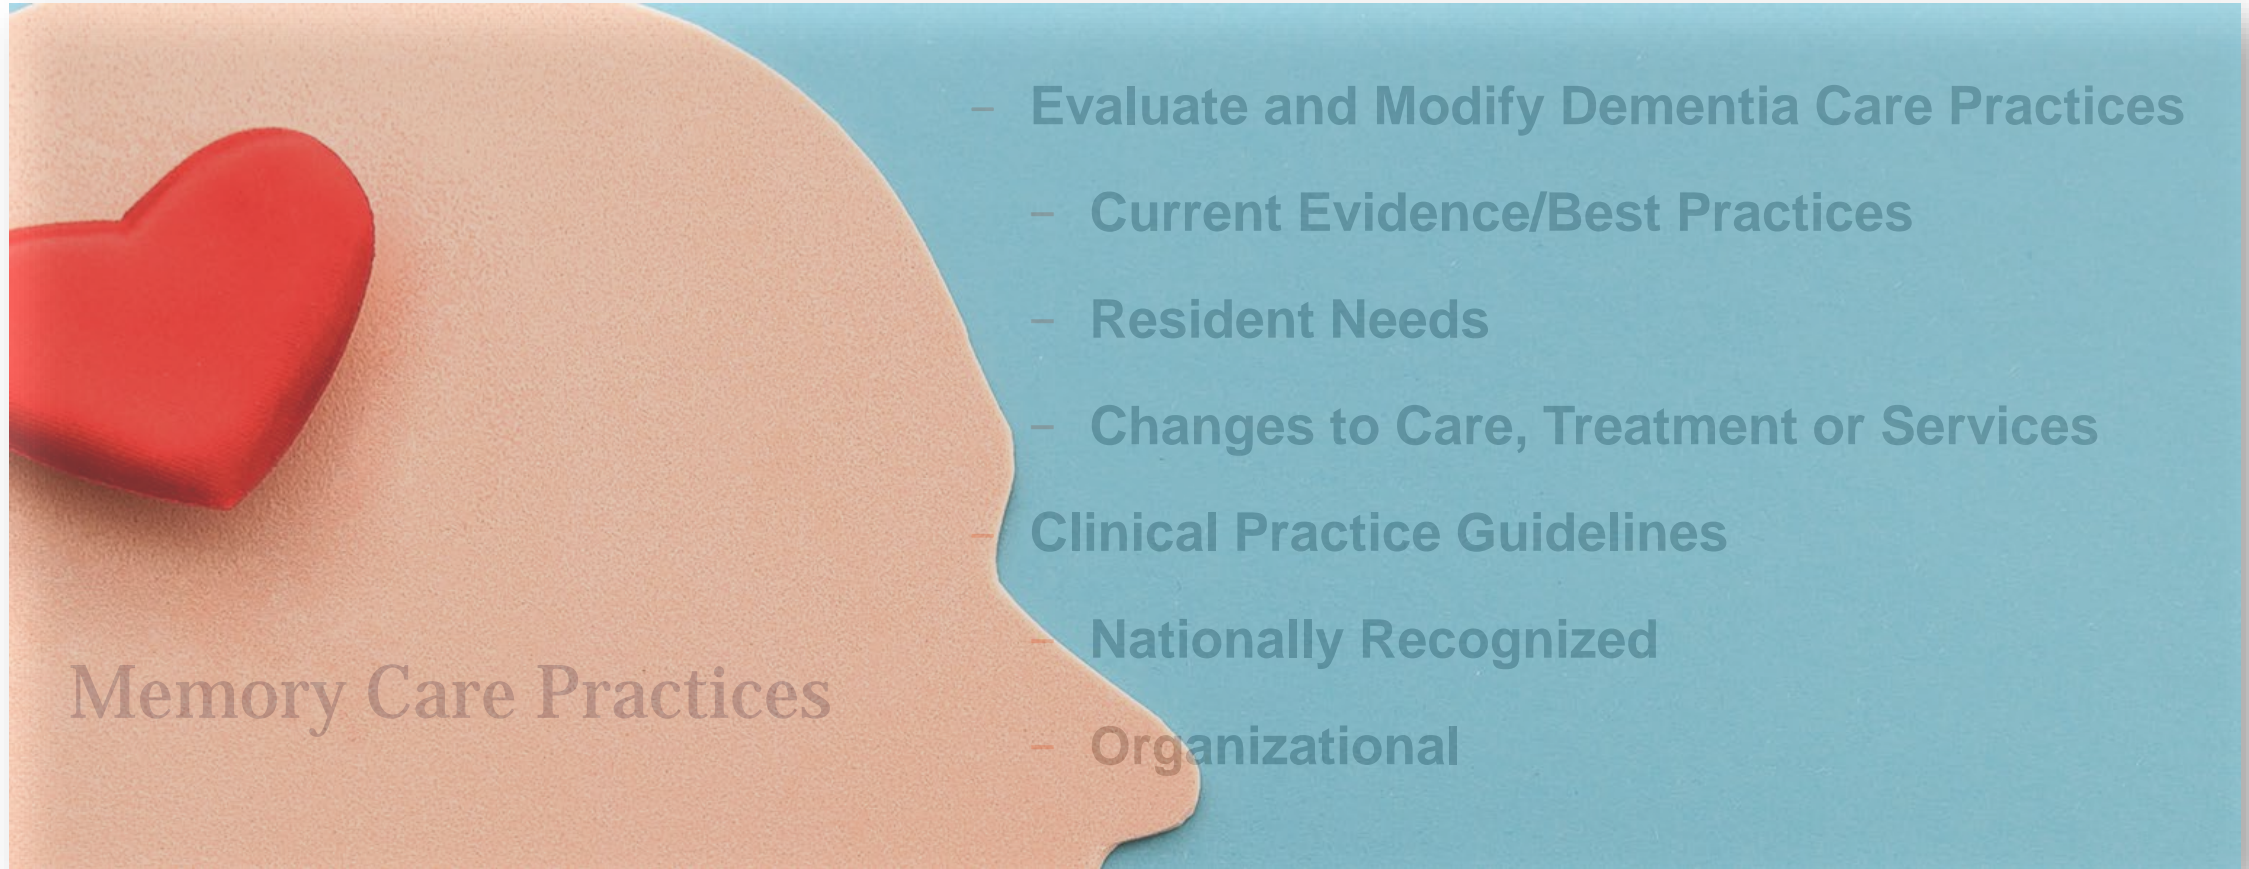 – Evaluate and Modify Dementia Care Practices
– Current Evidence/Best Practices
– Resident Needs
– Changes to Care, Treatment or Services
– Clinical Practice Guidelines
– Nationally Recognized
– Organizational
Memory Care Practices